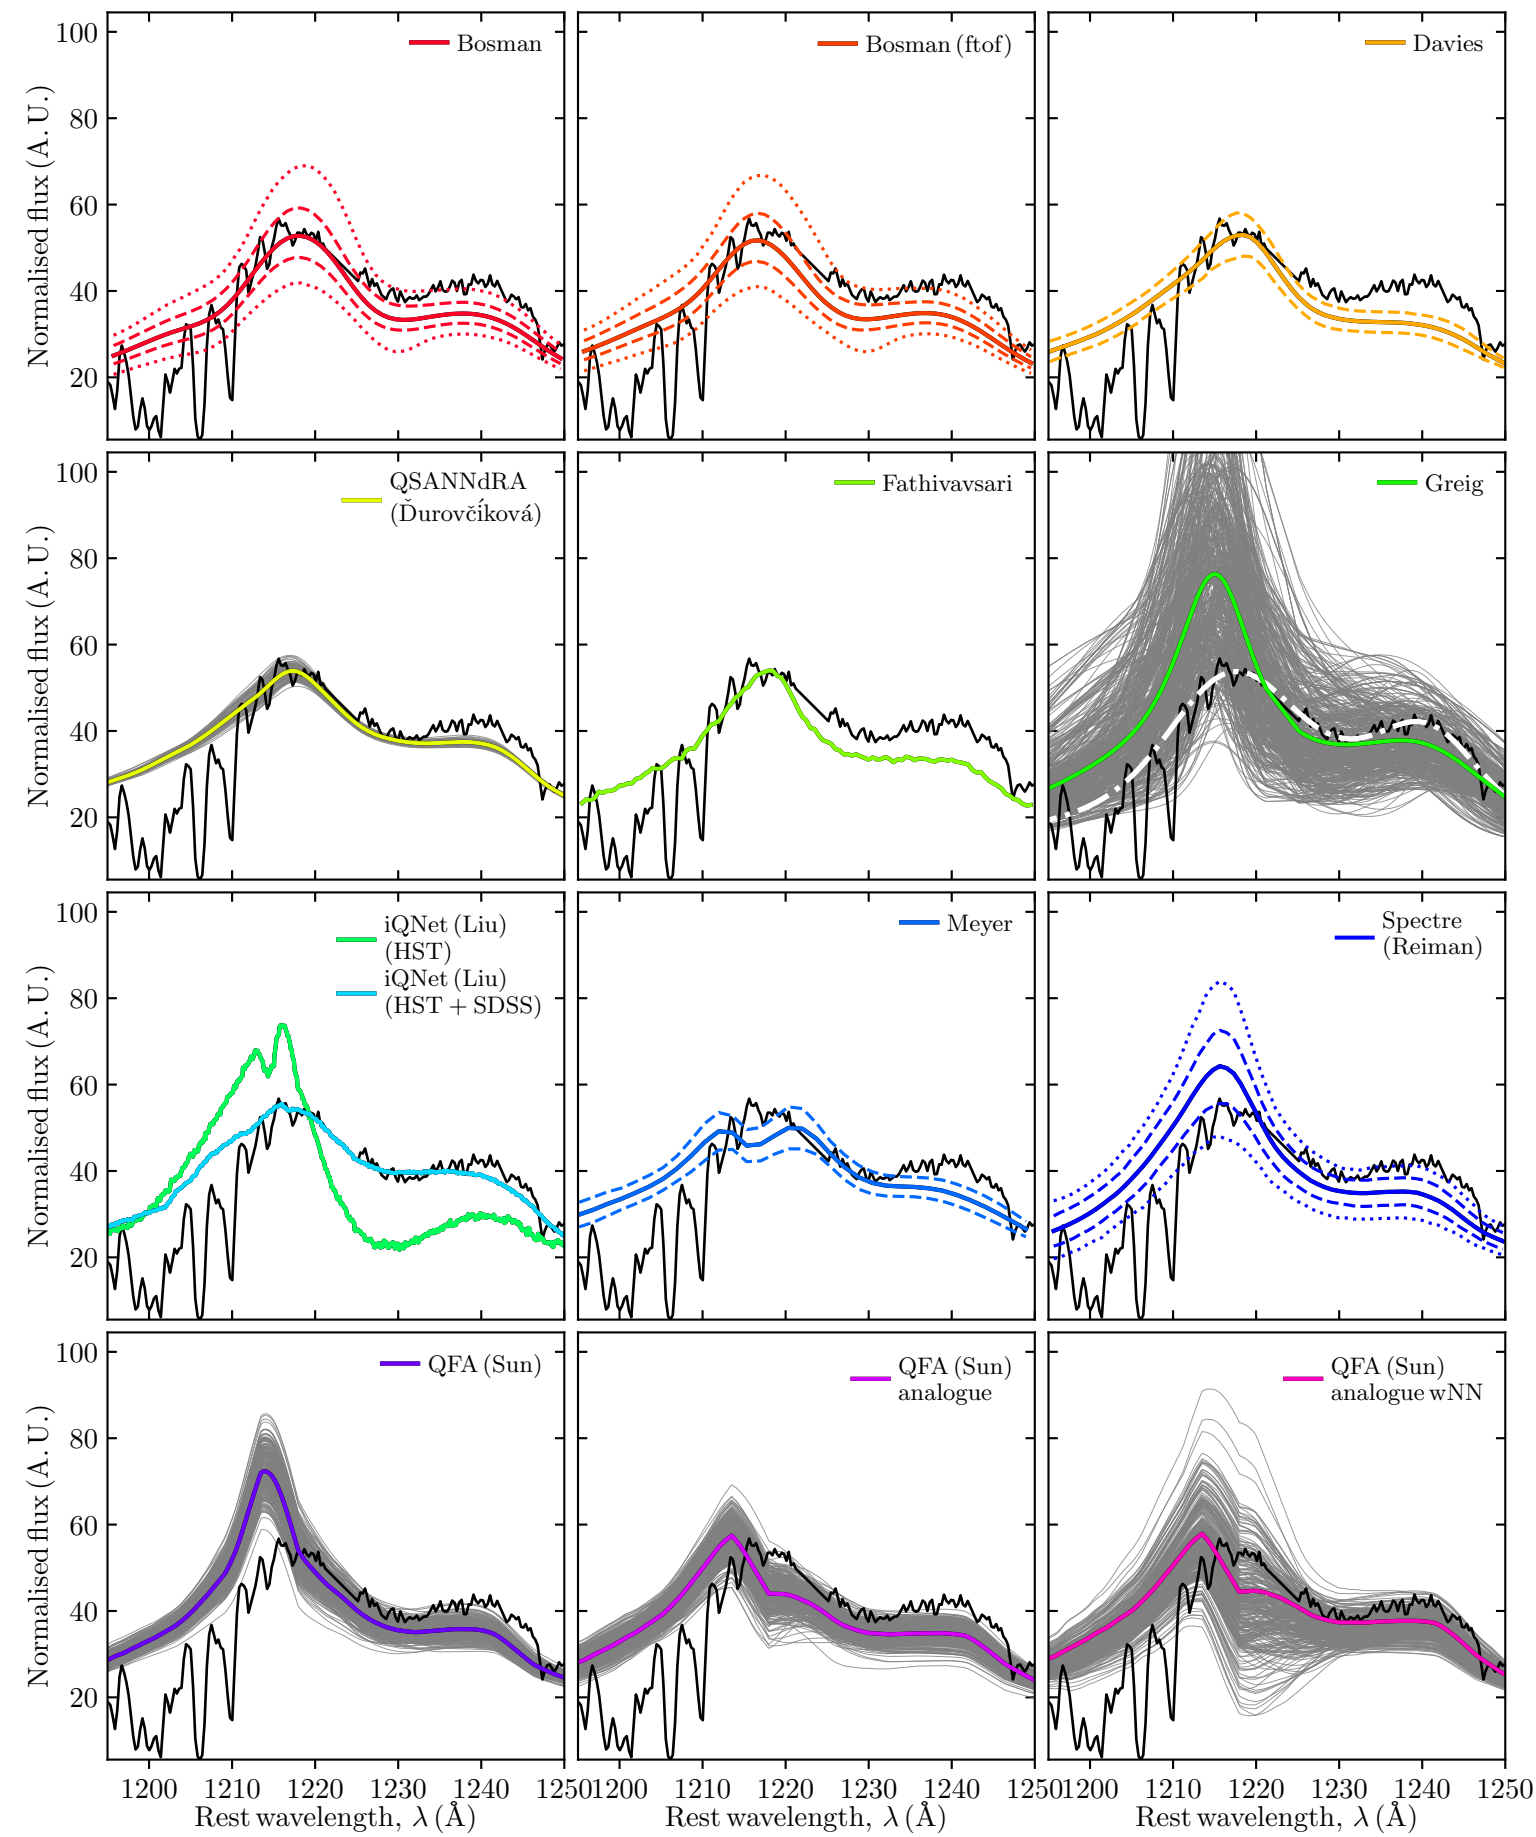 Normalised flux (A. U.)
100
80
60
40
20
Bosman
Bosman (ftof)
Davies
Normalised flux (A. U.)
100
80
60
40
20
QSANNdRA
(Ďurovčíková)
Fathivavsari
Greig
Normalised flux (A. U.)
100
80
60
40
20
iQNet (Liu)
(HST)
iQNet (Liu)
(HST + SDSS)
Meyer
Spectre
(Reiman)
Normalised flux (A. U.)
100
80
60
40
20
QFA (Sun)
QFA (Sun)
analogue
QFA (Sun)
analogue wNN
1200 1210 1220 1230 1240 1250
1200 1210 1220 1230 1240 1250
1200 1210 1220 1230 1240 1250
Rest wavelength, λ (Å)
Rest wavelength, λ (Å)
Rest wavelength, λ (Å)